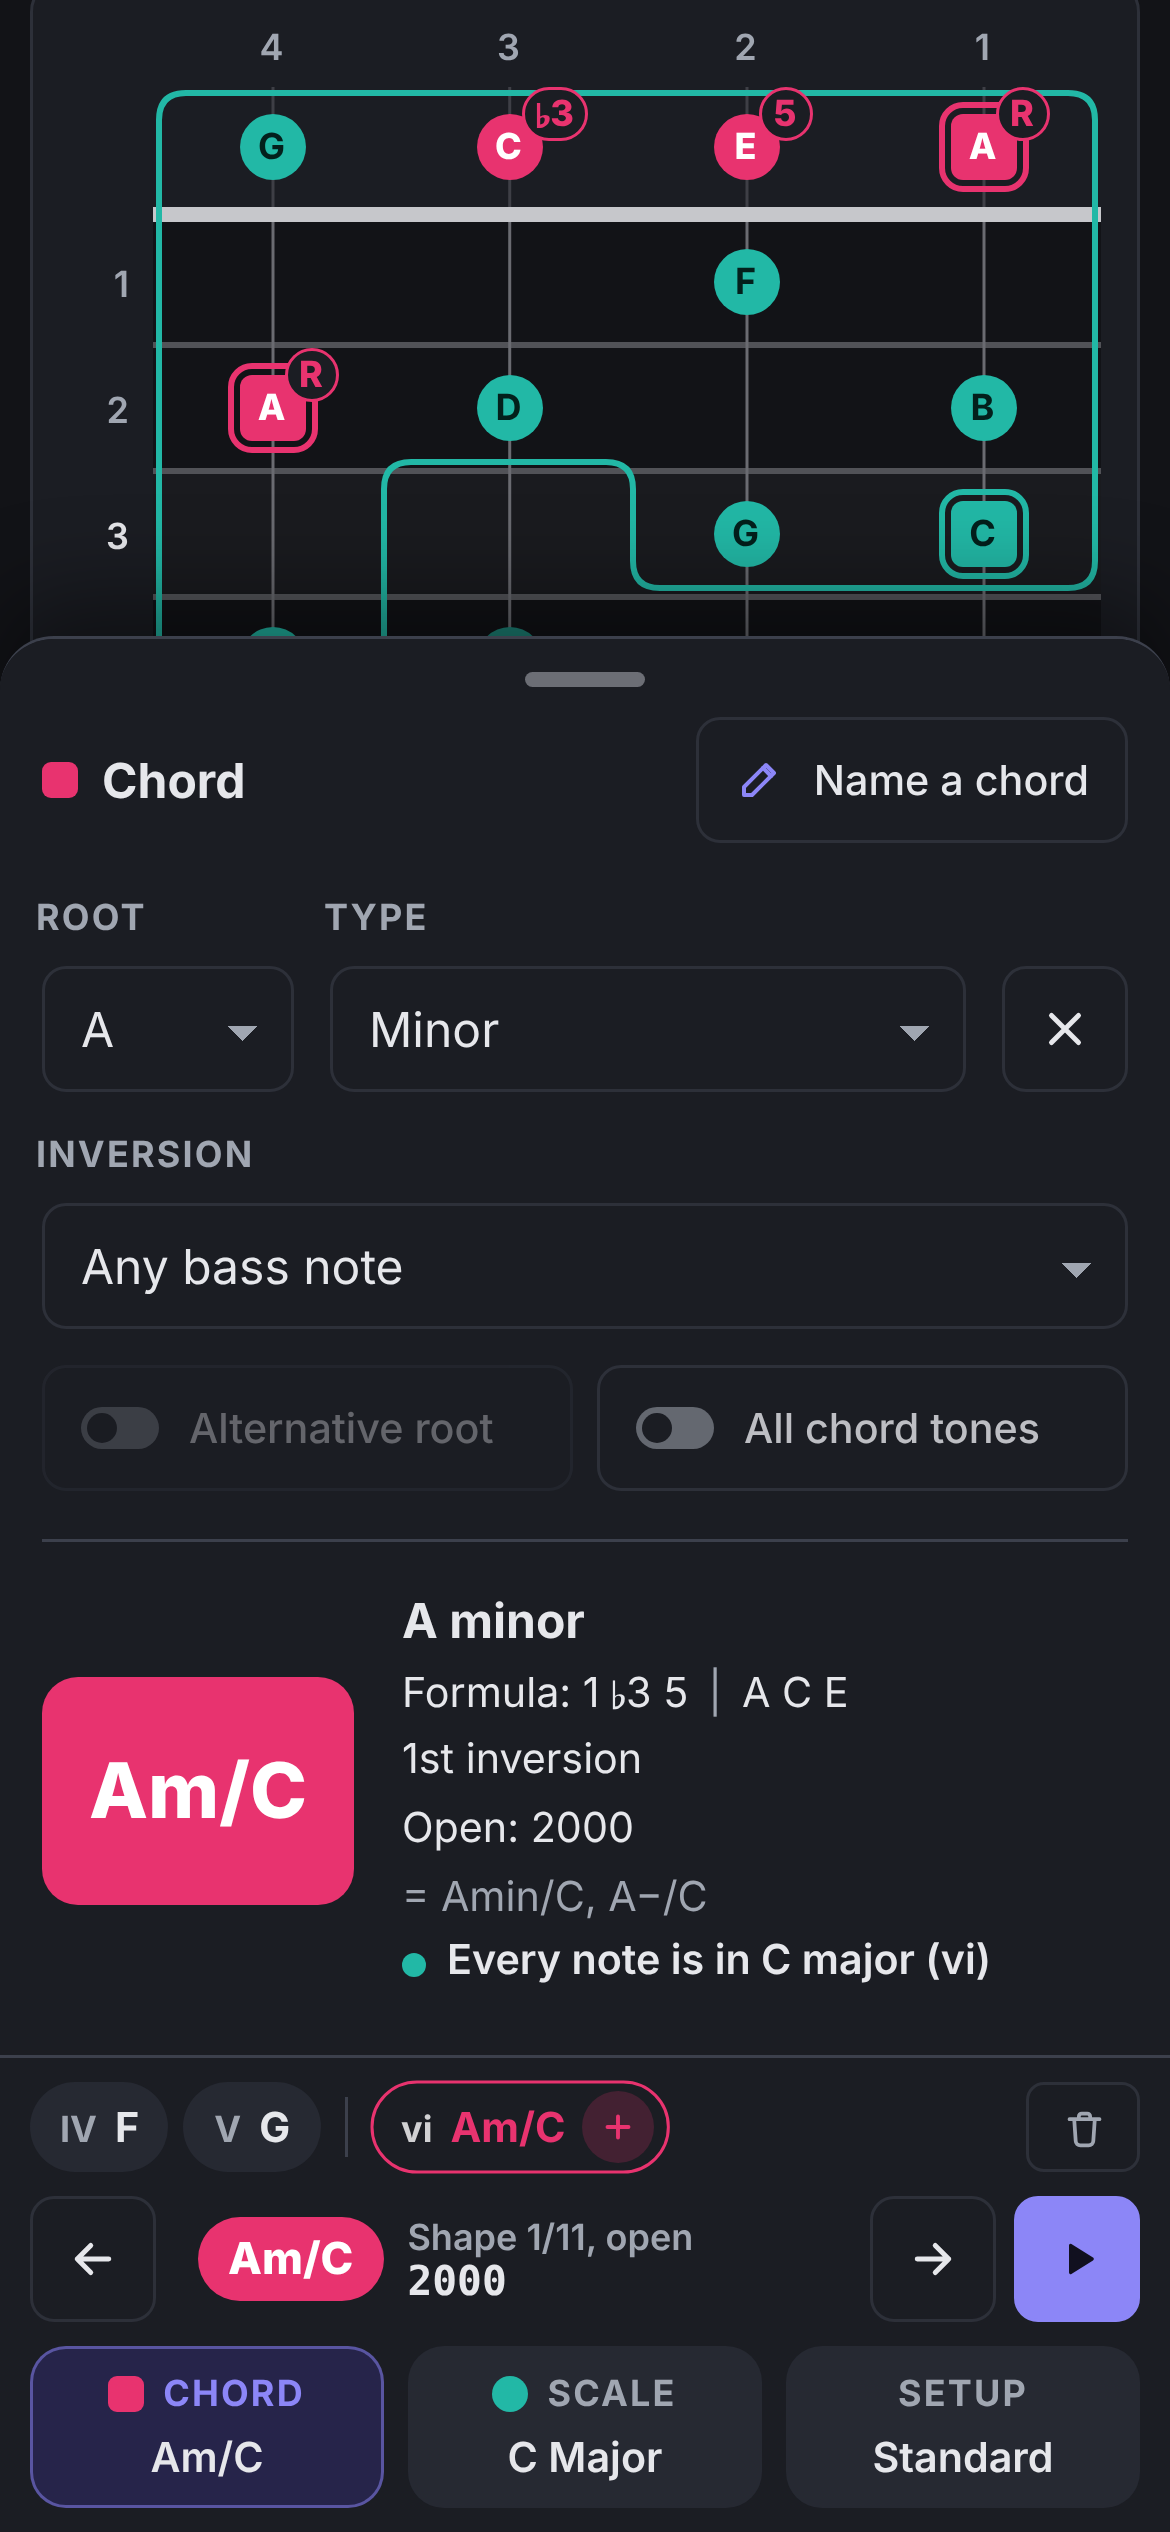 4 3 2 1
G C ♭3 E 5 A R
1 F
2 A R D B
3 G C
Chord
Name a chord
ROOT TYPE
A Minor
INVERSION
Any bass note
Alternative root All chord tones
A minor
Formula: 1 ♭3 5 | A C E
Am/C
1st inversion
Open: 2000
= Amin/C, A−/C
Every note is in C major (vi)
IV F V G vi Am/C +
Am/C Shape 1/11, open
2000
CHORD SCALE SETUP
Am/C C Major Standard